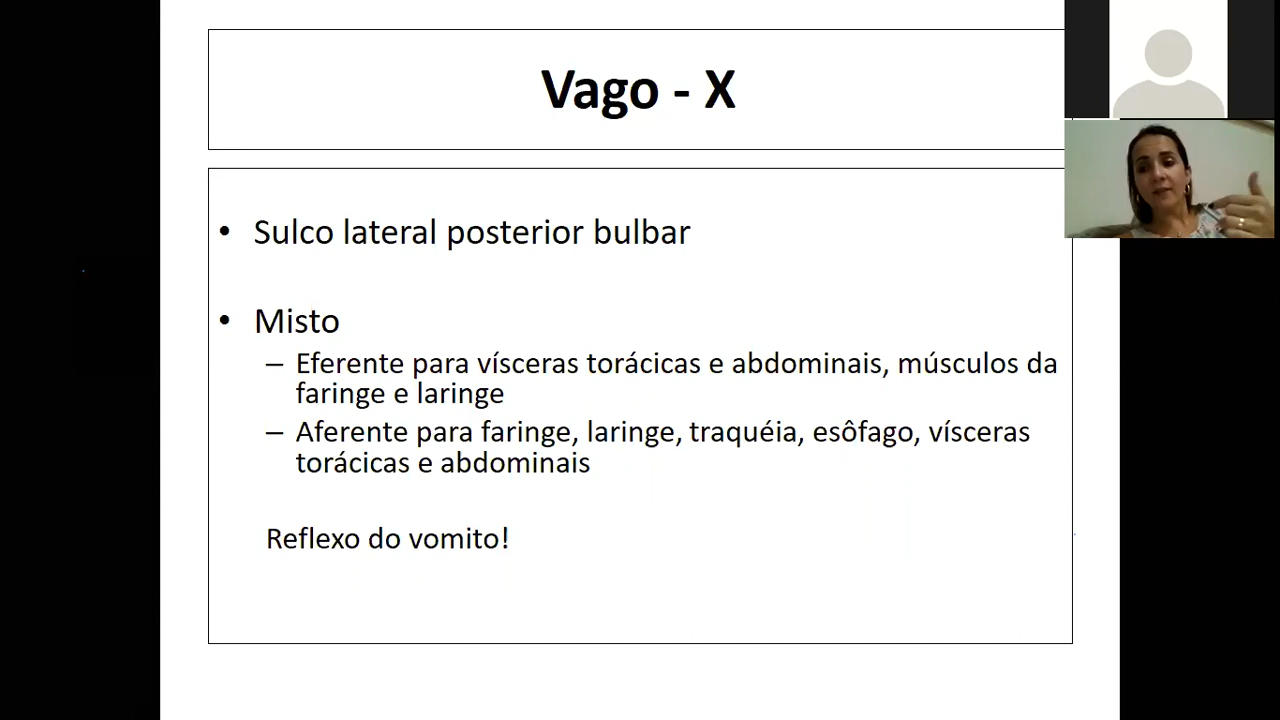 Vago - X
• Sulco lateral posterior bulbar
• Misto
– Eferente para vísceras torácicas e abdominais, músculos da
faringe e laringe
– Aferente para faringe, laringe, traquéia, esôfago, vísceras
torácicas e abdominais
Reflexo do vomito!